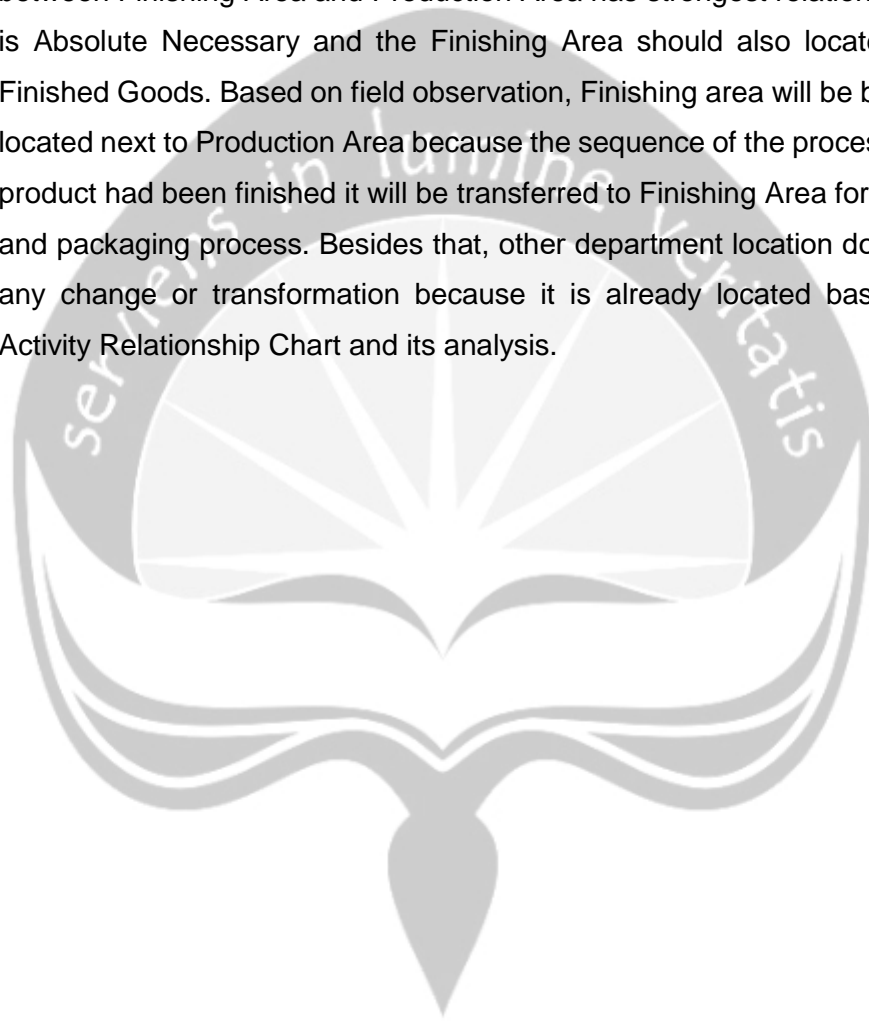 between Finishing Area and Production Area has strongest relation
is Absolute Necessary and the Finishing Area should also locate
Finished Goods. Based on field observation, Finishing area will be b
located next to Production Area because the sequence of the proces
product had been finished it will be transferred to Finishing Area for
and packaging process. Besides that, other department location do
any change or transformation because it is already located bas
Activity Relationship Chart and its analysis.
serviens in lumine veritatis